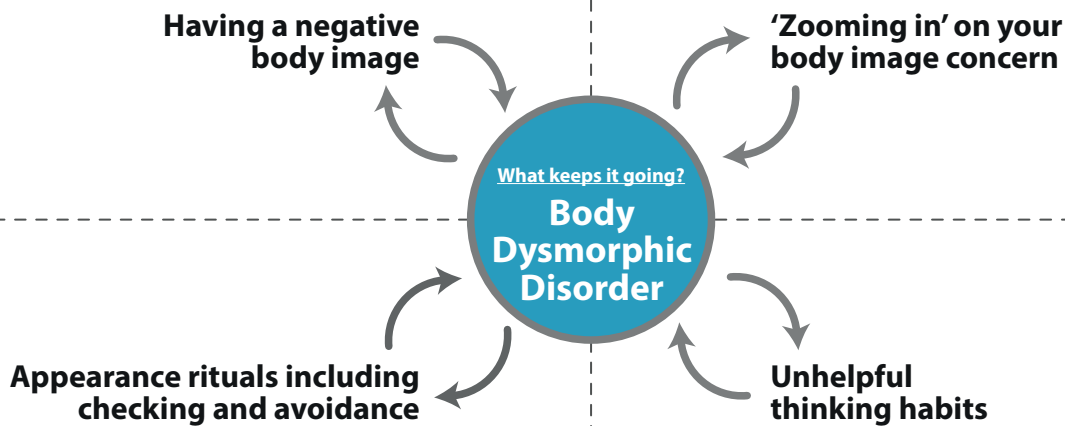 Having a negative
body image
‘Zooming in’ on your
body image concern
What keeps it going?
Body
Dysmorphic
Disorder
Appearance rituals including
checking and avoidance
Unhelpful
thinking habits